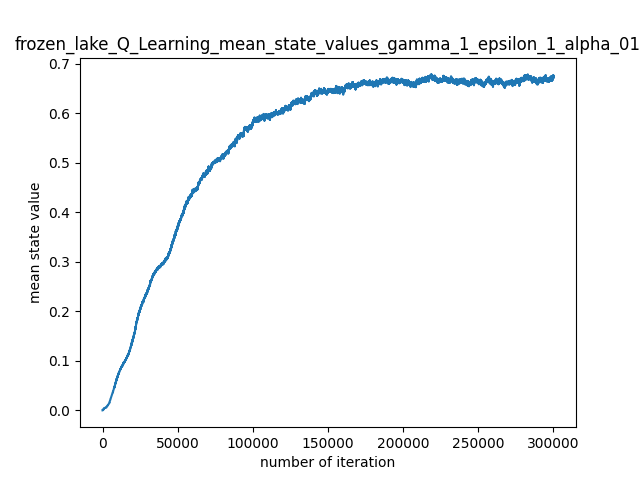 frozen_lake_Q_Learning_mean_state_values_gamma_1_epsilon_1_alpha_01
0.7
0.6
0.5
0.4
0.3
0.2
0.1
0.0
mean state value
0 50000 100000 150000 200000 250000 300000
number of iteration